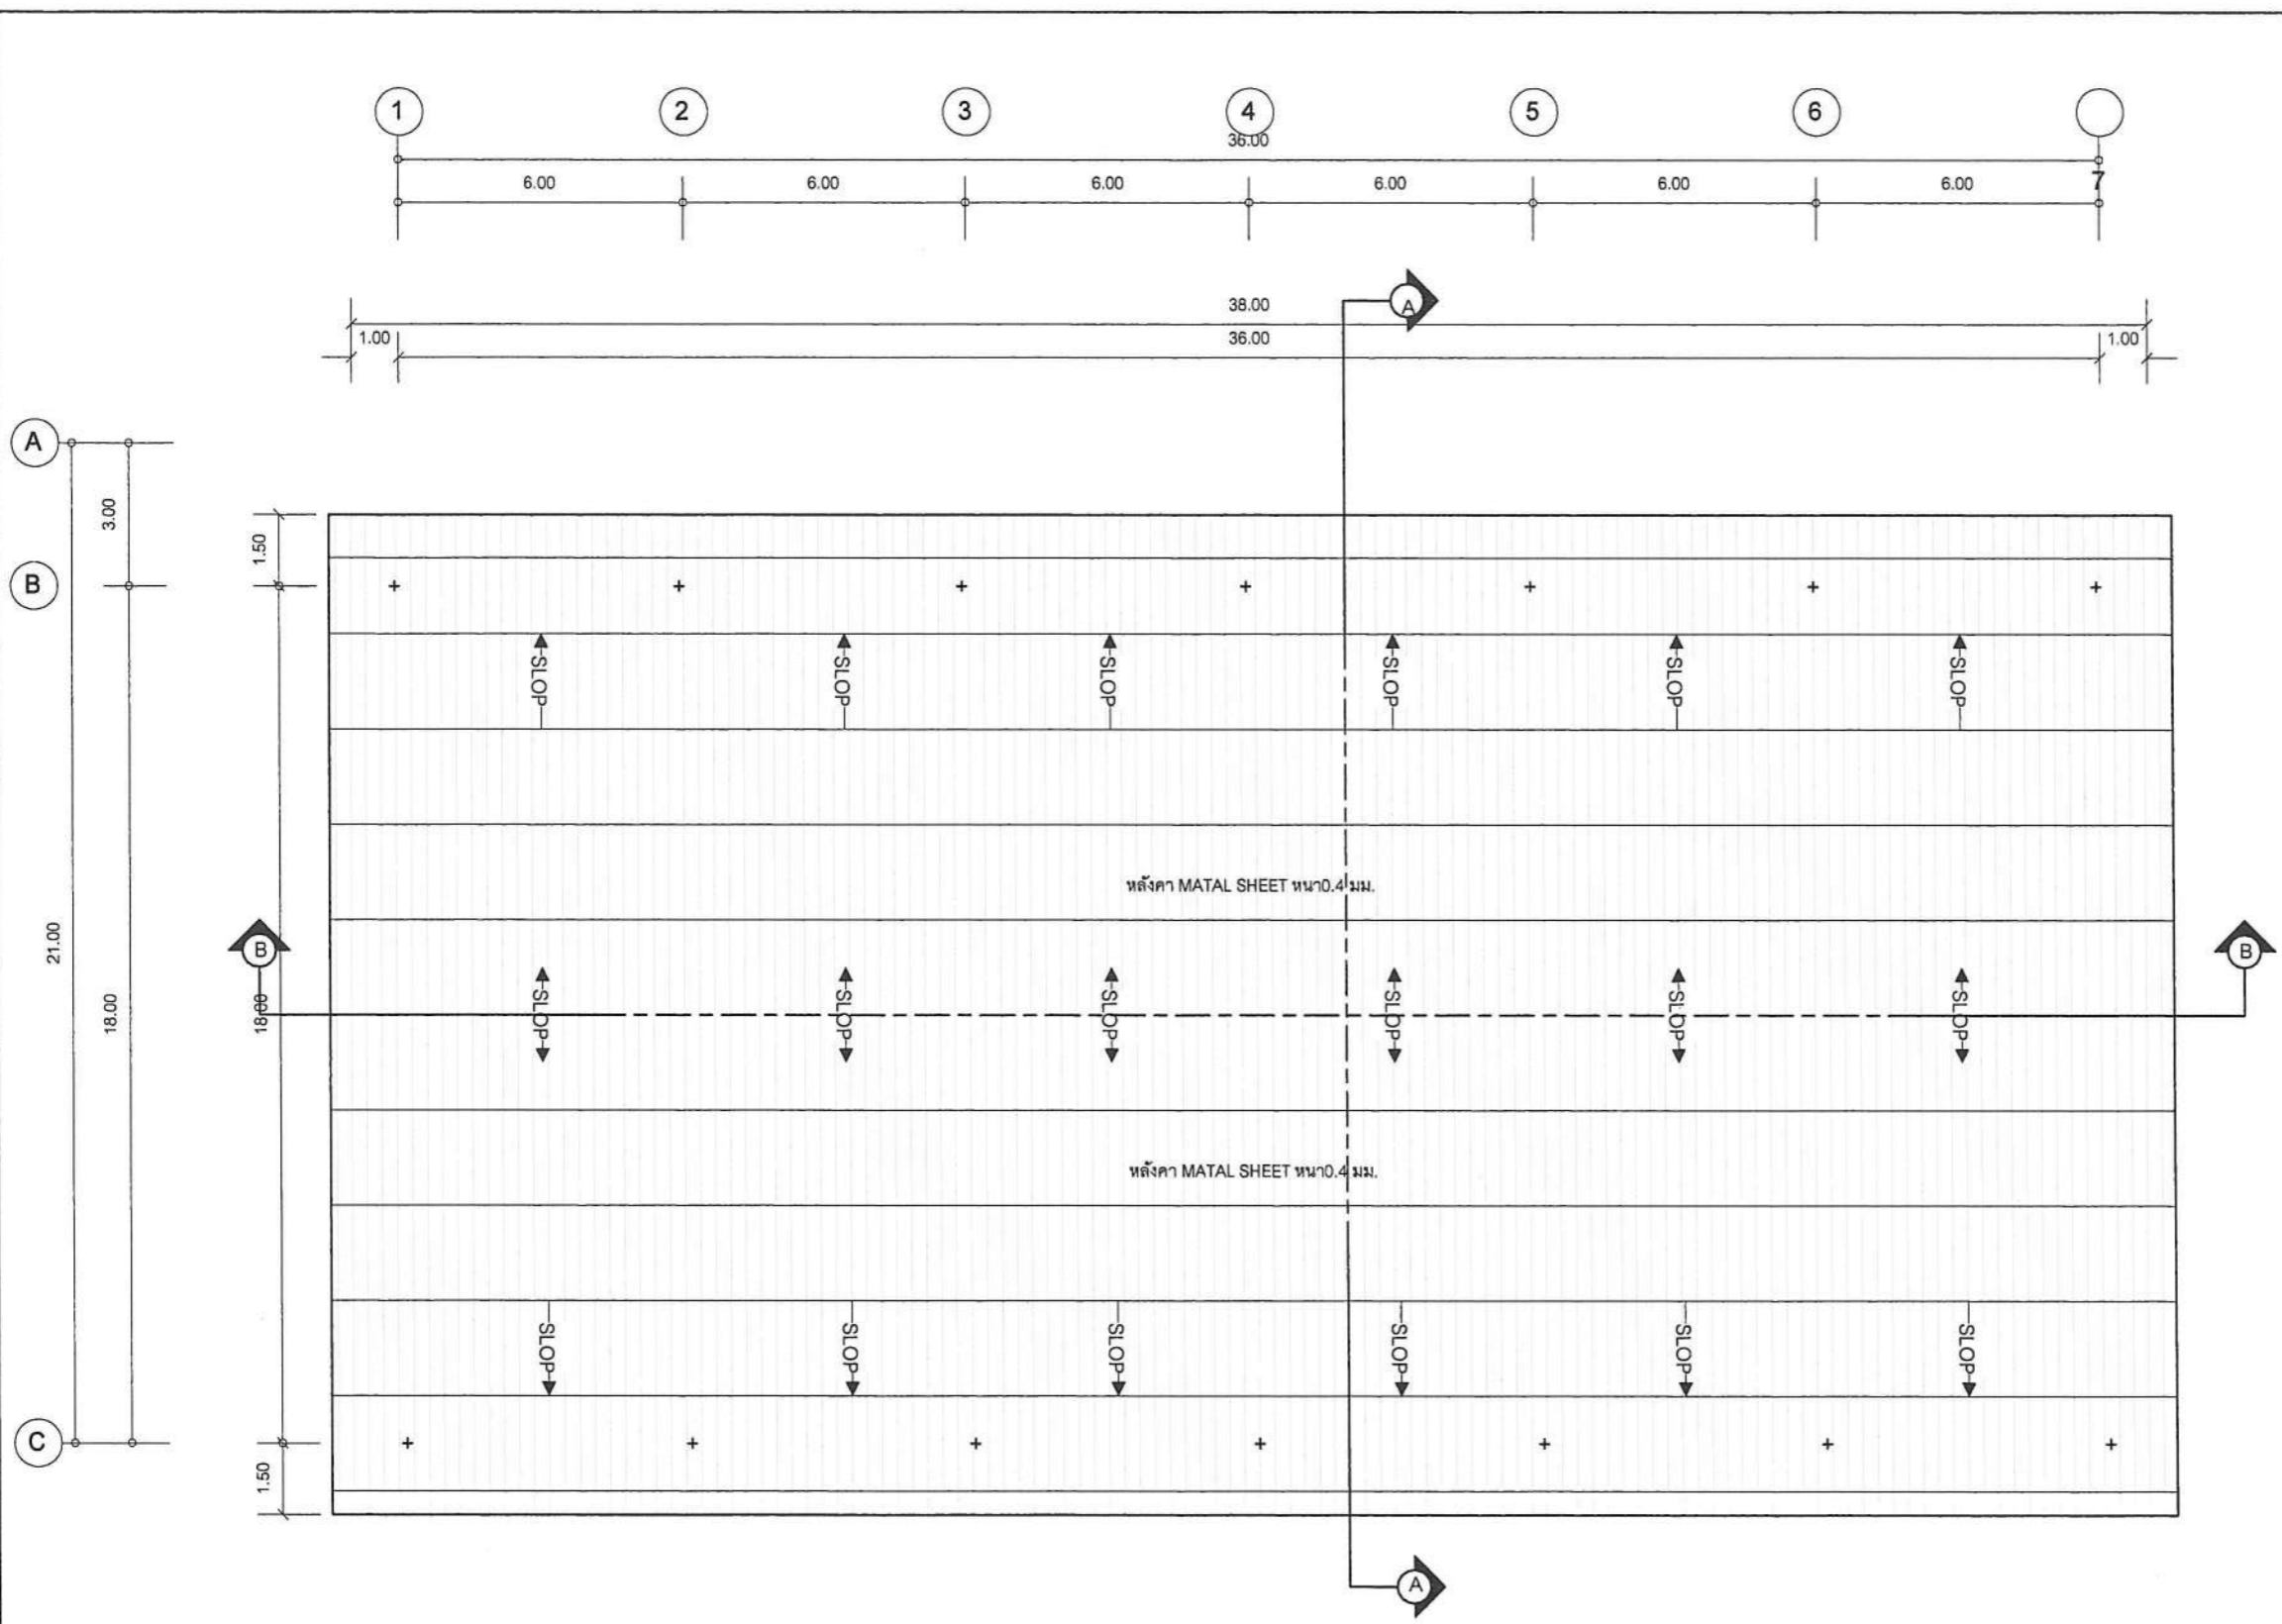 1 2 3 4 5 6
36.00
6.00 6.00 6.00 6.00 6.00 6.00 7
A
38.00
1.00 36.00 1.00
A
3.00
1.50
B
SLOP SLOP SLOP SLOP SLOP SLOP
หลังคา MATAL SHEET หนา0.4 มม.
21.00
18.00
18.00
B B
SLOP SLOP SLOP SLOP SLOP SLOP
หลังคา MATAL SHEET หนา0.4 มม.
SLOP SLOP SLOP SLOP SLOP SLOP
C
1.50
A